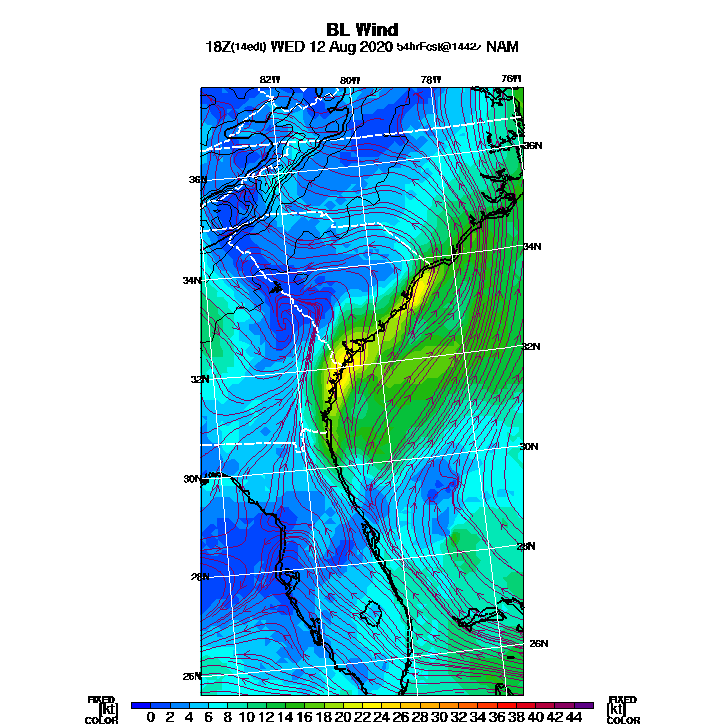 BL Wind
18Z(14edt) WED 12 Aug 2020 54hrFcst@1442z NAM
82W 80W 78W 76W
36N
36N
34N
34N
32N
32N
30N
30N
28N
28N
26N
26N
FIXED FIXED
[kt] 0 2 4 6 8 10 12 14 16 18 20 22 24 26 28 30 32 34 36 38 40 42 44 [kt]
COLOR COLOR